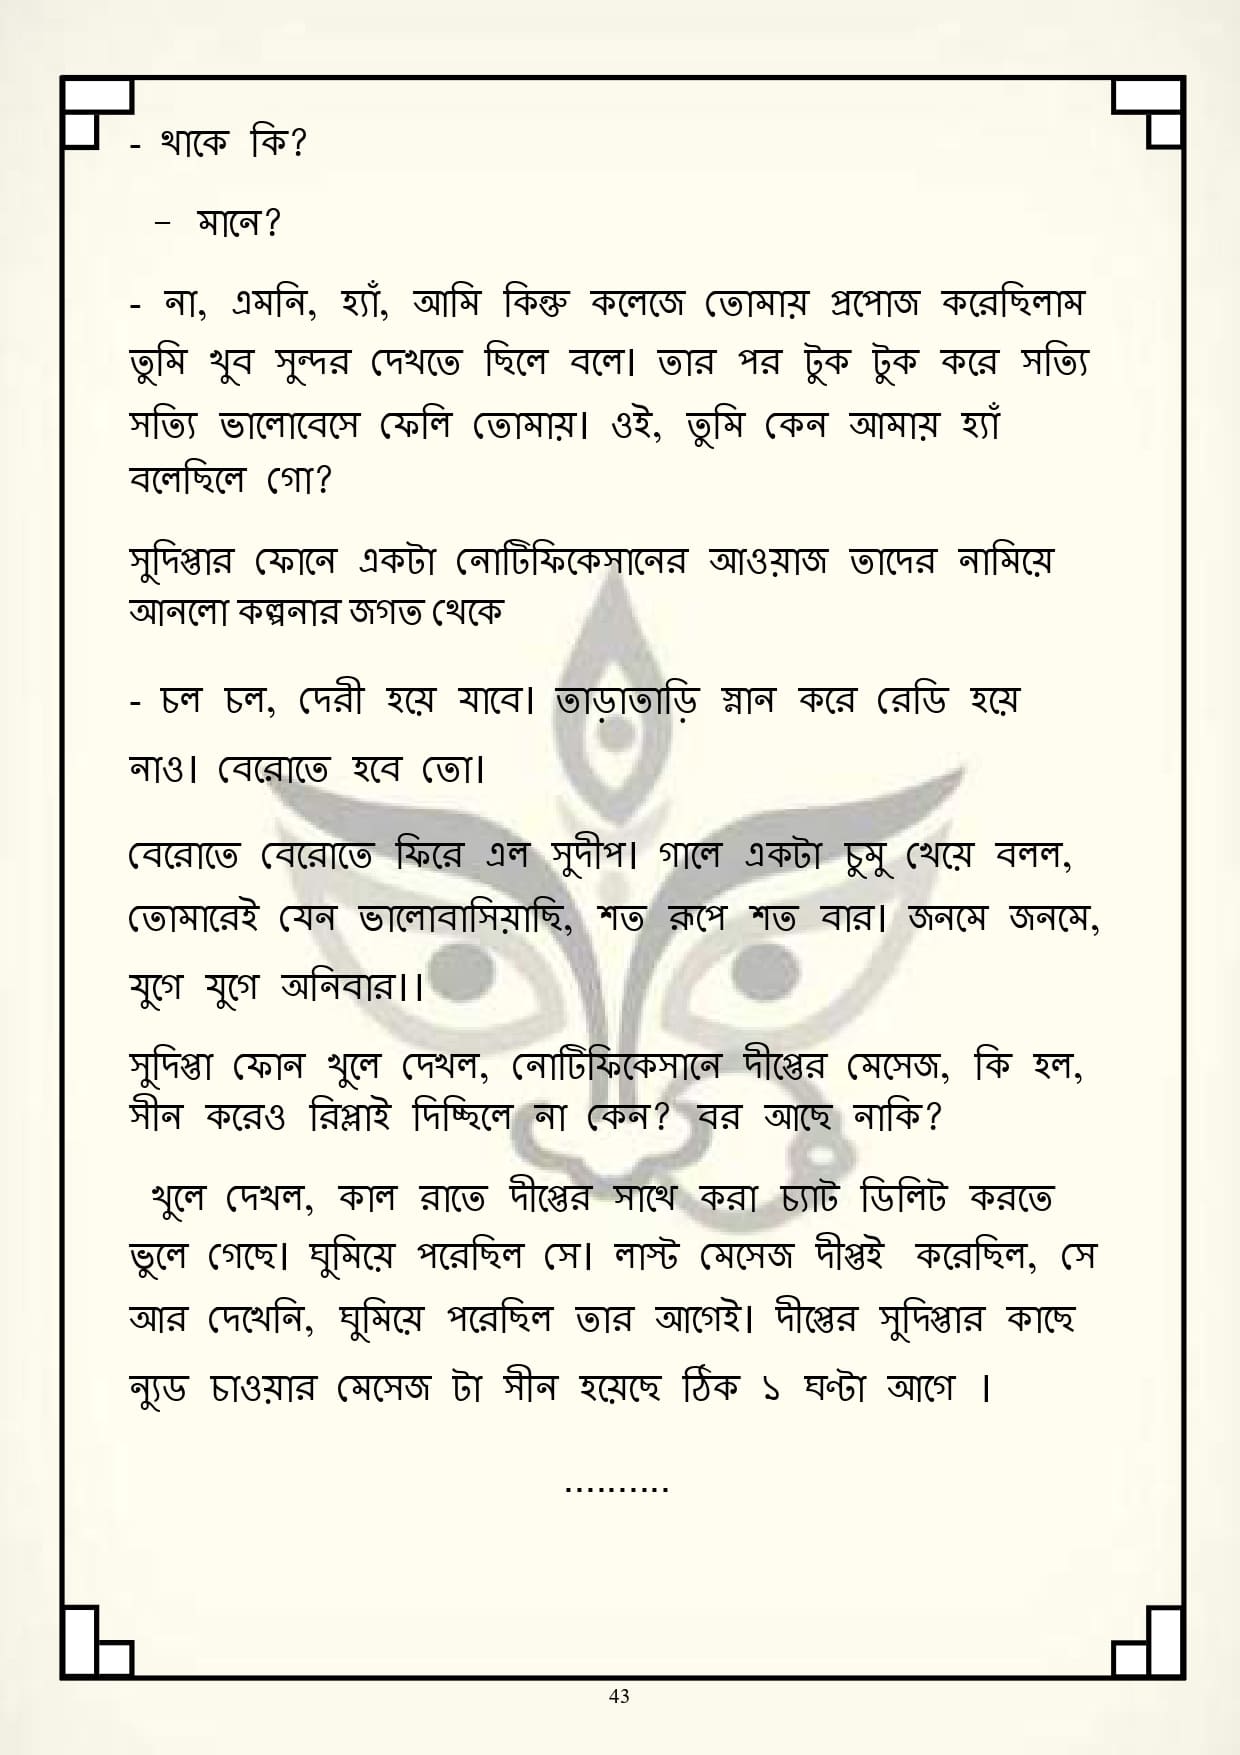 - থাকে কি?
– মানে?
- না, এমনি, হ্যাঁ, আমি কিন্তু কলেজে তোমায় প্রপোজ করেছিলাম
তুমি খুব সুন্দর দেখতে ছিলে বলে। তার পর টুক টুক করে সত্যি
সত্যি ভালোবেসে ফেলি তোমায়। ওই, তুমি কেন আমায় হ্যাঁ
বলেছিলে গো?
সুদিপ্তার ফোনে একটা নোটিফিকেসানের আওয়াজ তাদের নামিয়ে
আনলো কল্পনার জগত থেকে
- চল চল, দেরী হয়ে যাবে। তাড়াতাড়ি স্নান করে রেডি হয়ে
নাও। বেরোতে হবে তো।
বেরোতে বেরোতে ফিরে এল সুদীপ। গালে একটা চুমু খেয়ে বলল,
তোমারেই যেন ভালোবাসিয়াছি, শত রূপে শত বার। জনমে জনমে,
যুগে যুগে অনিবার।।
সুদিপ্তা ফোন খুলে দেখল, নোটিফিকেসানে দীপ্তের মেসেজ, কি হল,
সীন করেও রিপ্লাই দিচ্ছিলে না কেন? বর আছে নাকি?
খুলে দেখল, কাল রাতে দীপ্তের সাথে করা চ্যাট ডিলিট করতে
ভুলে গেছে। ঘুমিয়ে পরেছিল সে। লাস্ট মেসেজ দীপ্তই করেছিল, সে
আর দেখেনি, ঘুমিয়ে পরেছিল তার আগেই। দীপ্তের সুদিপ্তার কাছে
ন্যুড চাওয়ার মেসেজ টা সীন হয়েছে ঠিক ১ ঘণ্টা আগে ।
..........
43